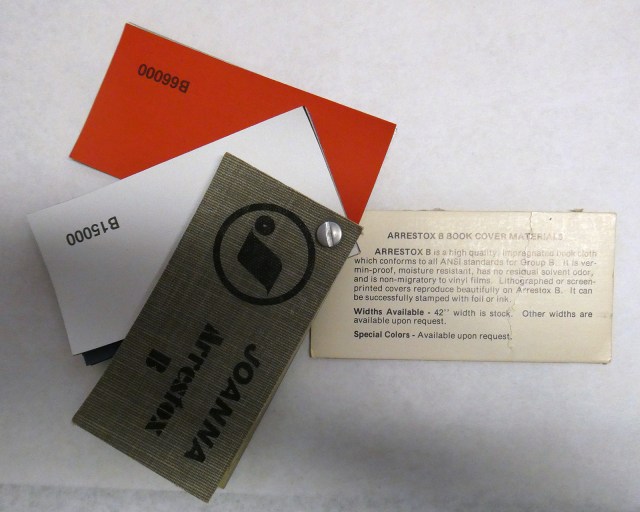 B66000
B15000
JOANNA
Arrestox
B
ARRESTOX B BOOK COVER MATERIALS
ARRESTOX B is a high quality, impregnated book cloth
which conforms to all ANSI standards for Group B. It is ver-
min-proof, moisture resistant, has no residual solvent odor,
and is non-migratory to vinyl films. Lithographed or screen-
printed covers reproduce beautifully on Arrestox B. It can
be successfully stamped with foil or ink.
Widths Available - 42'' width is stock. Other widths are
available upon request.
Special Colors - Available upon request.